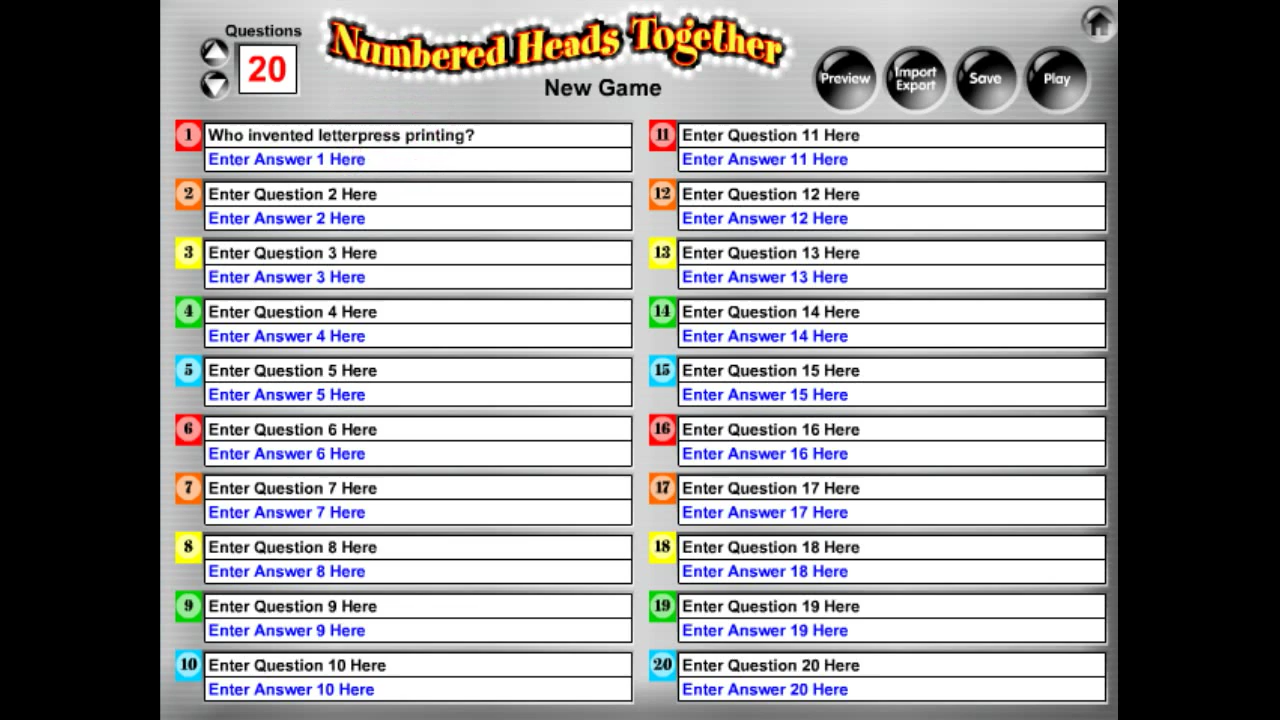 Questions
20
Numbered Heads Together
New Game
Preview
Import
Export
Save
Play
1
Who invented letterpress printing?
Enter Answer 1 Here
2
Enter Question 2 Here
Enter Answer 2 Here
3
Enter Question 3 Here
Enter Answer 3 Here
4
Enter Question 4 Here
Enter Answer 4 Here
5
Enter Question 5 Here
Enter Answer 5 Here
6
Enter Question 6 Here
Enter Answer 6 Here
7
Enter Question 7 Here
Enter Answer 7 Here
8
Enter Question 8 Here
Enter Answer 8 Here
9
Enter Question 9 Here
Enter Answer 9 Here
10
Enter Question 10 Here
Enter Answer 10 Here
11
Enter Question 11 Here
Enter Answer 11 Here
12
Enter Question 12 Here
Enter Answer 12 Here
13
Enter Question 13 Here
Enter Answer 13 Here
14
Enter Question 14 Here
Enter Answer 14 Here
15
Enter Question 15 Here
Enter Answer 15 Here
16
Enter Question 16 Here
Enter Answer 16 Here
17
Enter Question 17 Here
Enter Answer 17 Here
18
Enter Question 18 Here
Enter Answer 18 Here
19
Enter Question 19 Here
Enter Answer 19 Here
20
Enter Question 20 Here
Enter Answer 20 Here